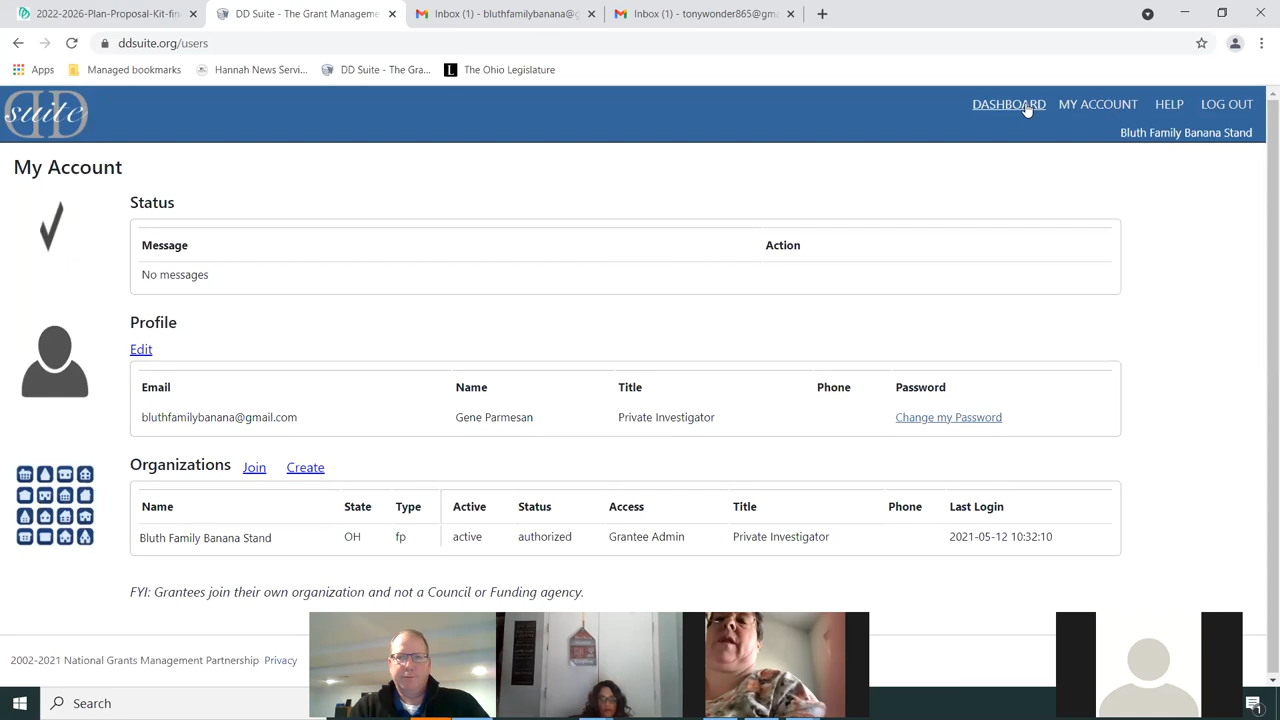 2022-2026-Plan-Proposal-Kit-fin
DD Suite - The Grant Manageme
Inbox (1) - bluthfamilybanana@g
Inbox (1) - tonywonder865@gma
ddsuite.org/users
Apps
Managed bookmarks
Hannah News Servi...
DD Suite - The Gra...
The Ohio Legislature
DD suite
DASHBOARD MY ACCOUNT HELP LOG OUT
Bluth Family Banana Stand
My Account
Status
Message Action
No messages
Profile
Edit
Email Name Title Phone Password
bluthfamilybanana@gmail.com Gene Parmesan Private Investigator Change my Password
Organizations Join Create
Name State Type Active Status Access Title Phone Last Login
Bluth Family Banana Stand OH fp active authorized Grantee Admin Private Investigator 2021-05-12 10:32:10
FYI: Grantees join their own organization and not a Council or Funding agency.
2002-2021 National Grants Management Partnership Privacy
Search
1